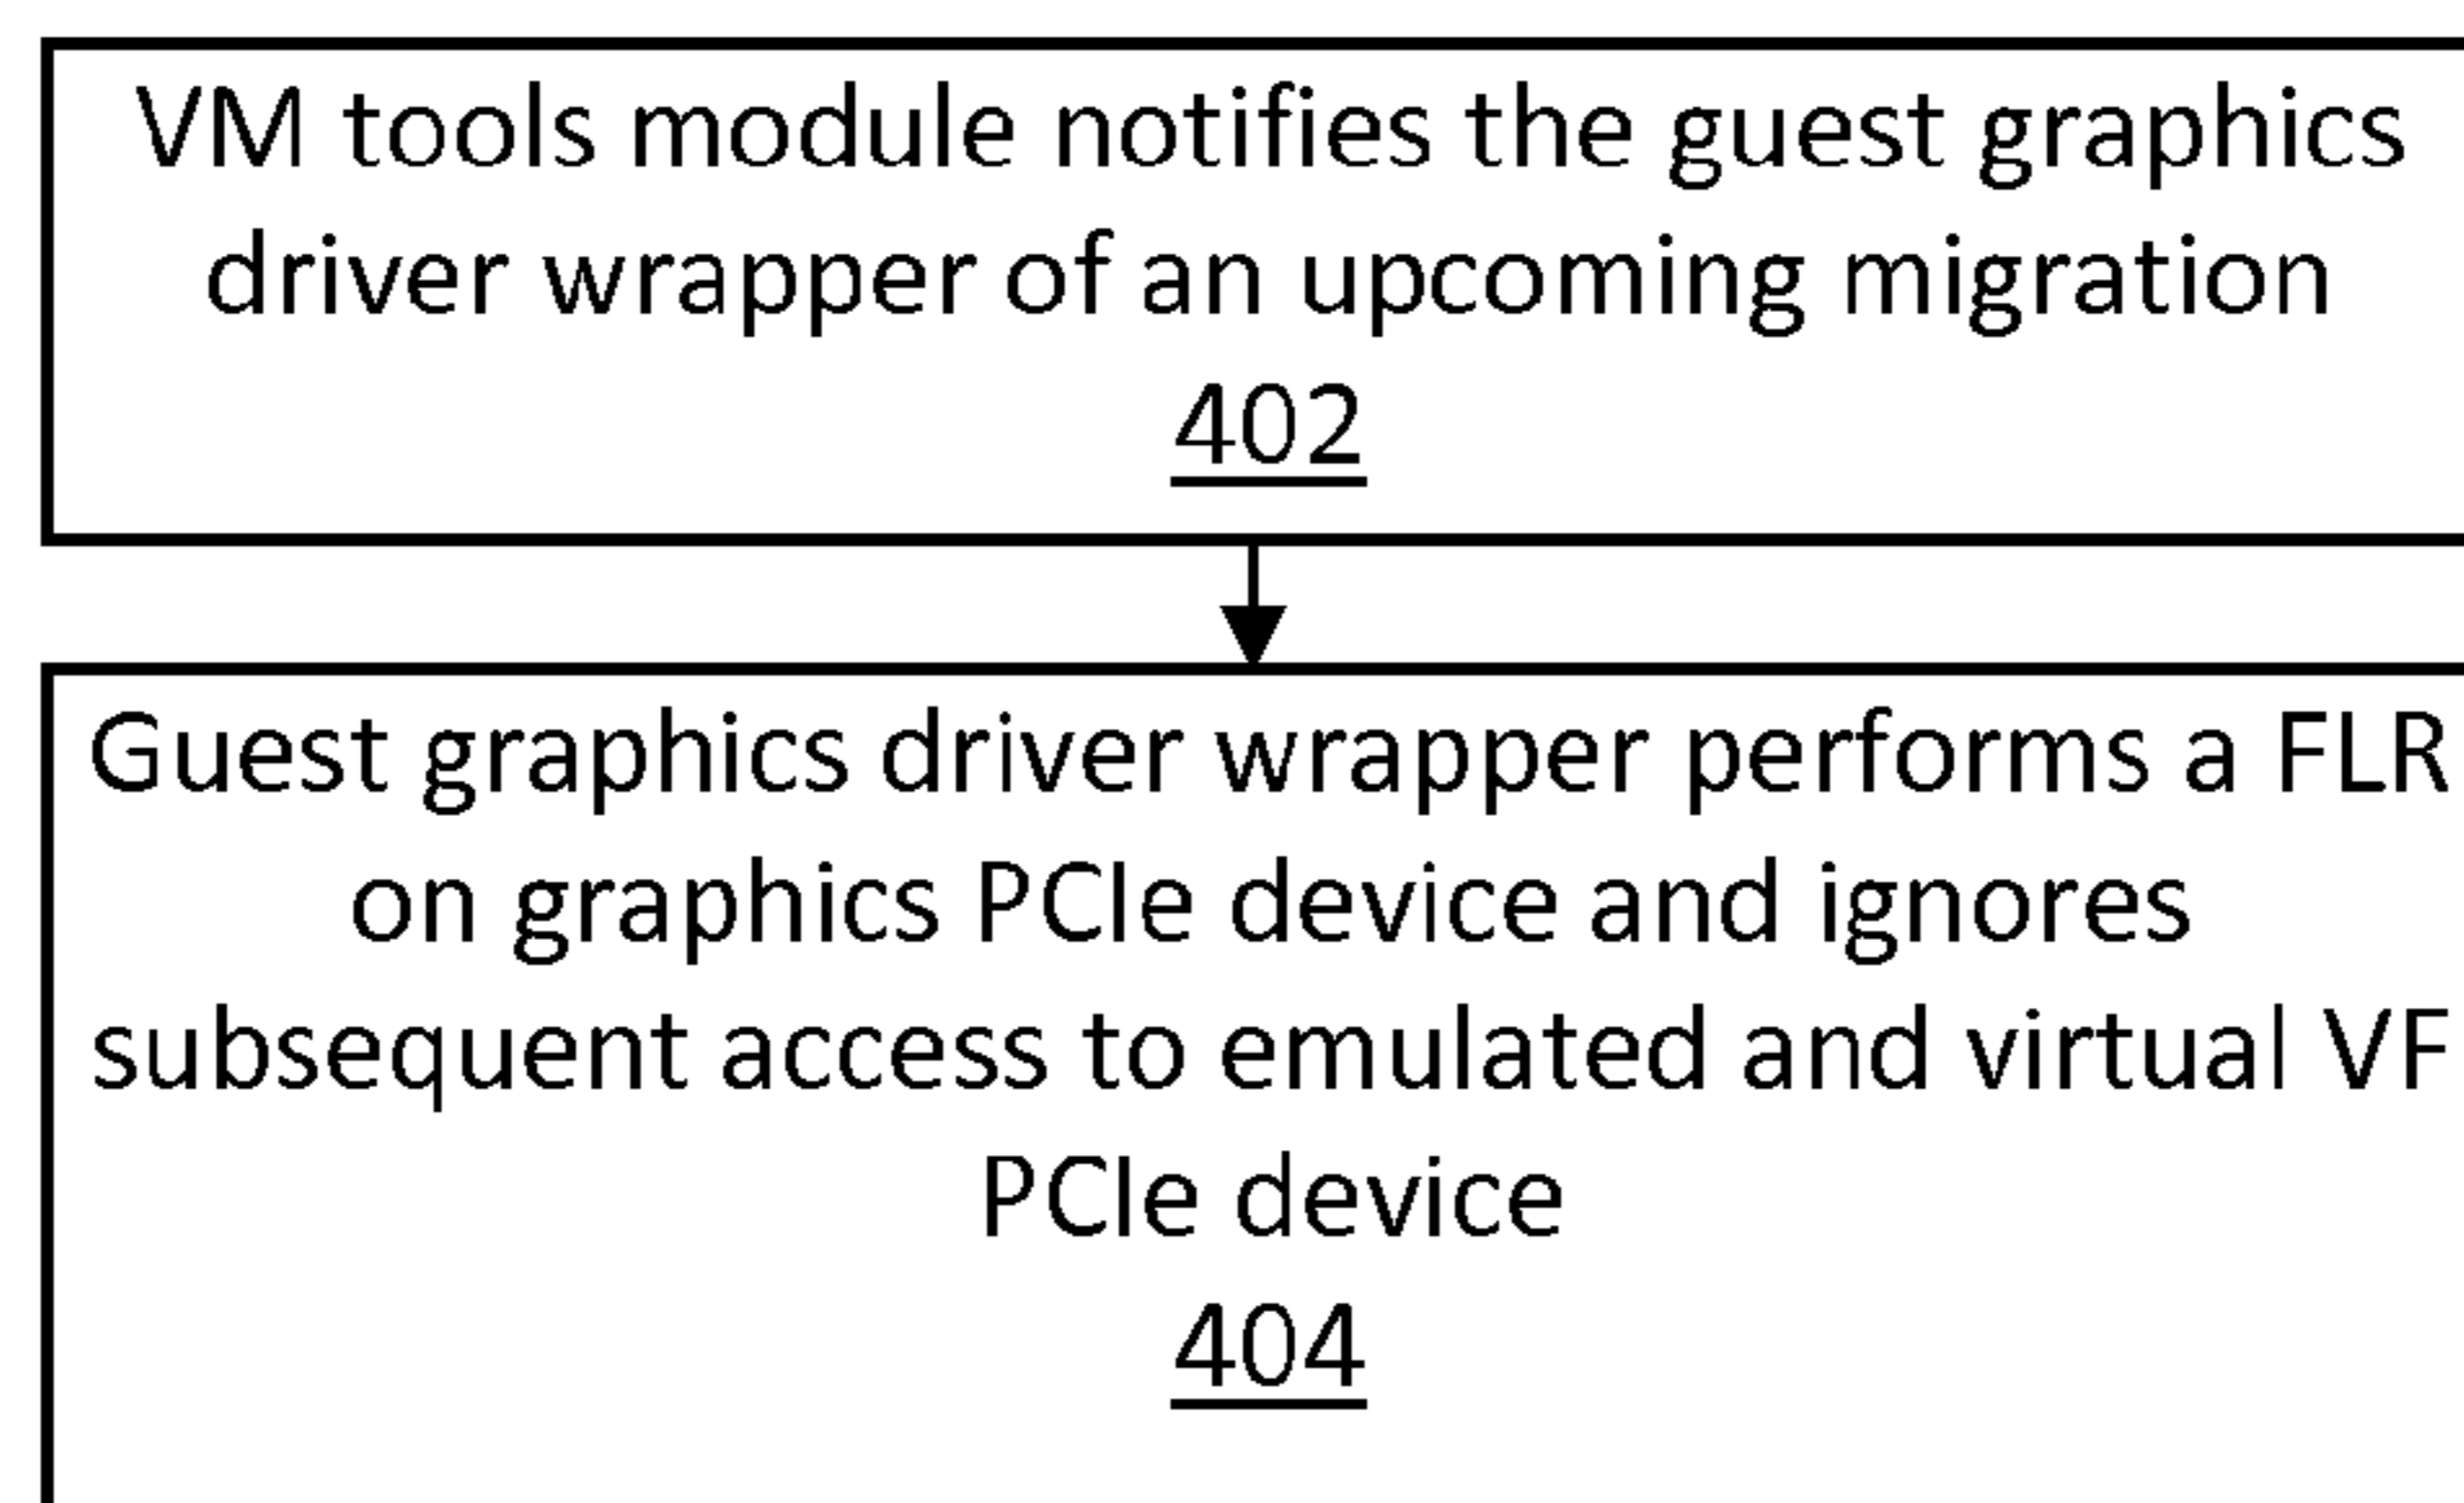 VM tools module notifies the guest graphics
driver wrapper of an upcoming migration
402
Guest graphics driver wrapper performs a FLR
on graphics PCIe device and ignores
subsequent access to emulated and virtual VF
PCIe device
404